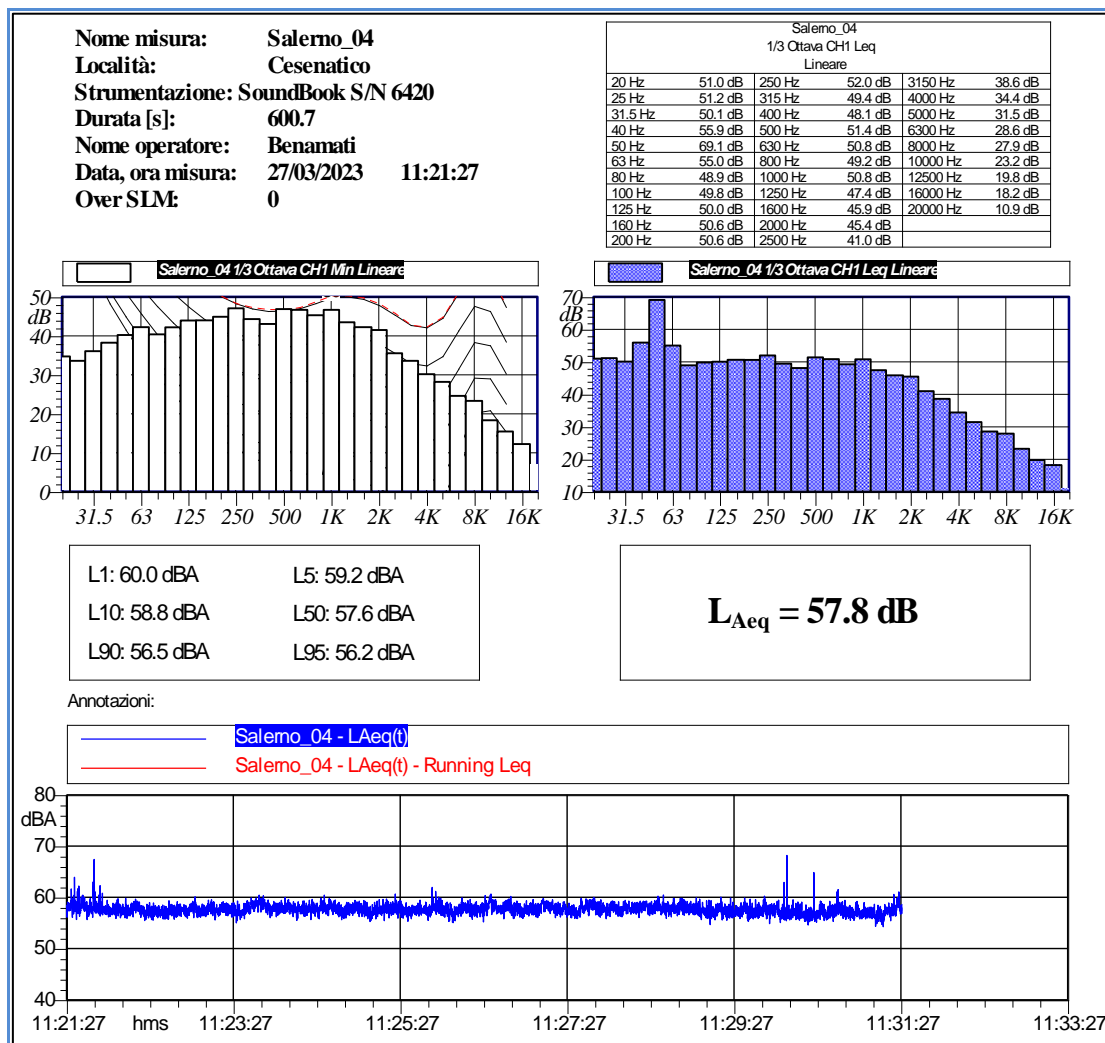 Nome misura: Salerno_04
Località: Cesenatico
Strumentazione: SoundBook S/N 6420
Durata [s]: 600.7
Nome operatore: Benamati
Data, ora misura: 27/03/2023 11:21:27
Over SLM: 0
Salerno_04
1/3 Ottava CH1 Leq
Lineare
20 Hz 51.0 dB 250 Hz 52.0 dB 3150 Hz 38.6 dB
25 Hz 51.2 dB 315 Hz 49.4 dB 4000 Hz 34.4 dB
31.5 Hz 50.1 dB 400 Hz 48.1 dB 5000 Hz 31.5 dB
40 Hz 55.9 dB 500 Hz 51.4 dB 6300 Hz 28.6 dB
50 Hz 69.1 dB 630 Hz 50.8 dB 8000 Hz 27.9 dB
63 Hz 55.0 dB 800 Hz 49.2 dB 10000 Hz 23.2 dB
80 Hz 48.9 dB 1000 Hz 50.8 dB 12500 Hz 19.8 dB
100 Hz 49.8 dB 1250 Hz 47.4 dB 16000 Hz 18.2 dB
125 Hz 50.0 dB 1600 Hz 45.9 dB 20000 Hz 10.9 dB
160 Hz 50.6 dB 2000 Hz 45.4 dB
200 Hz 50.6 dB 2500 Hz 41.0 dB
Salerno_04 1/3 Ottava CH1 Min Lineare
50
dB
40
30
20
10
0
31.5 63 125 250 500 1K 2K 4K 8K 16K
Salerno_04 1/3 Ottava CH1 Leq Lineare
70
dB
60
50
40
30
20
10
31.5 63 125 250 500 1K 2K 4K 8K 16K
L1: 60.0 dBA L5: 59.2 dBA
L10: 58.8 dBA L50: 57.6 dBA
L90: 56.5 dBA L95: 56.2 dBA
LAeq = 57.8 dB
Annotazioni:
Salerno_04 - LAeq(t)
Salerno_04 - LAeq(t) - Running Leq
80
dBA
70
60
50
40
11:21:27 hms 11:23:27 11:25:27 11:27:27 11:29:27 11:31:27 11:33:27